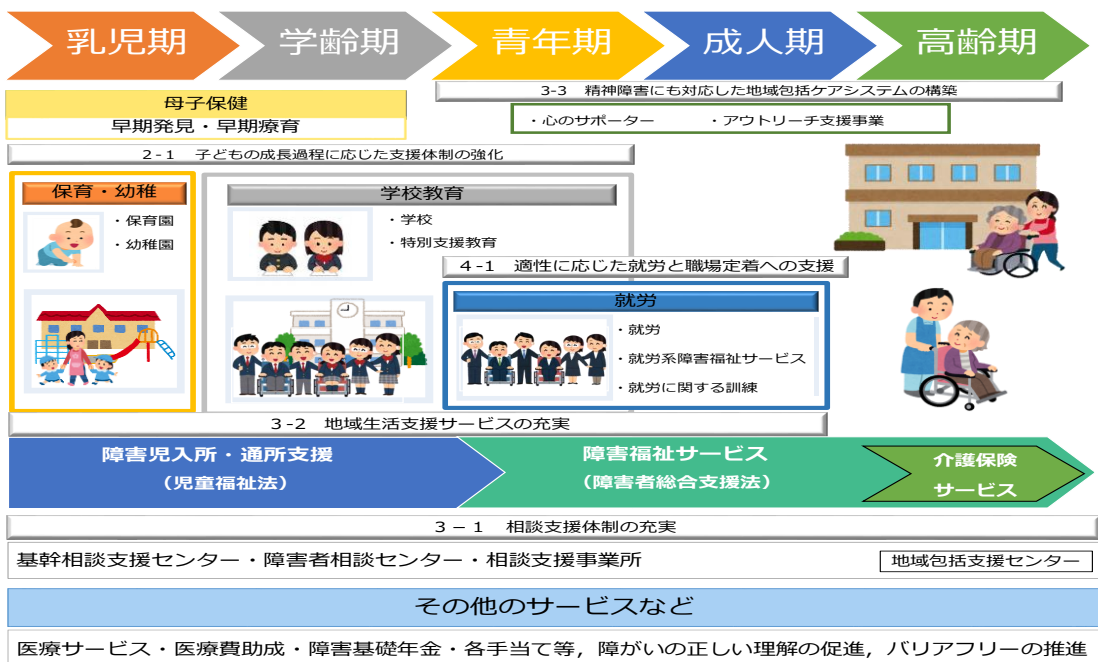 乳児期
学齢期
青年期
成人期
高齢期
母子保健
早期発見・早期療育
3-3 精神障害にも対応した地域包括ケアシステムの構築
・心のサポーター ・アウトリーチ支援事業
2-1 子どもの成長過程に応じた支援体制の強化
保育・幼稚
・保育園
・幼稚園
学校教育
・学校
・特別支援教育
4-1 適性に応じた就労と職場定着への支援
就労
・就労
・就労系障害福祉サービス
・就労に関する訓練
3-2 地域生活支援サービスの充実
障害児入所・通所支援
（児童福祉法）
障害福祉サービス
（障害者総合支援法）
介護保険
サービス
3－1 相談支援体制の充実
基幹相談支援センター・障害者相談センター・相談支援事業所
地域包括支援センター
その他のサービスなど
医療サービス・医療費助成・障害基礎年金・各手当て等，障がいの正しい理解の促進，バリアフリーの推進